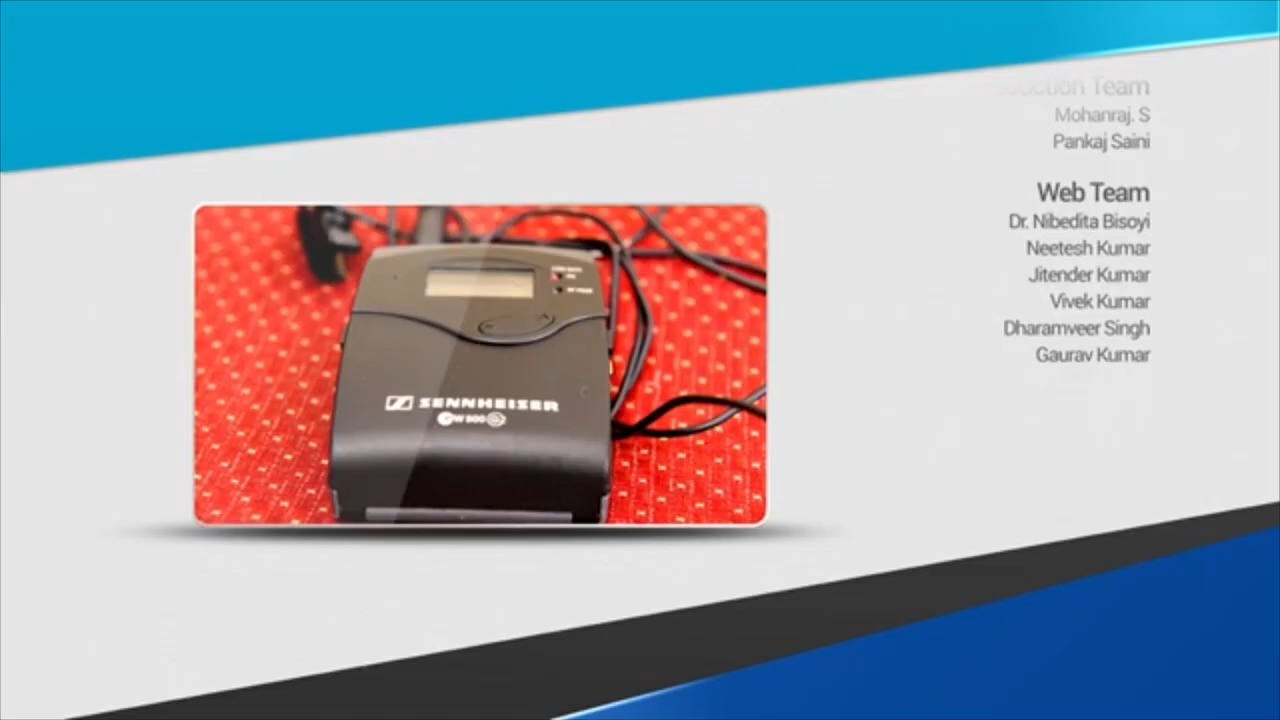 Team
Mohanraj. S
Pankaj Saini
Web Team
Dr. Nibedita Bisoyi
Neetesh Kumar
Jitender Kumar
Vivek Kumar
Dharamveer Singh
Gaurav Kumar
SENNHEISER